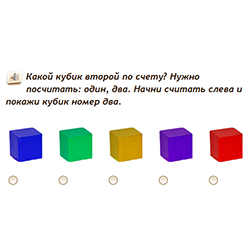 Какой кубик второй по счету? Нужно
посчитать: один, два. Начни считать слева и
покажи кубик номер два.